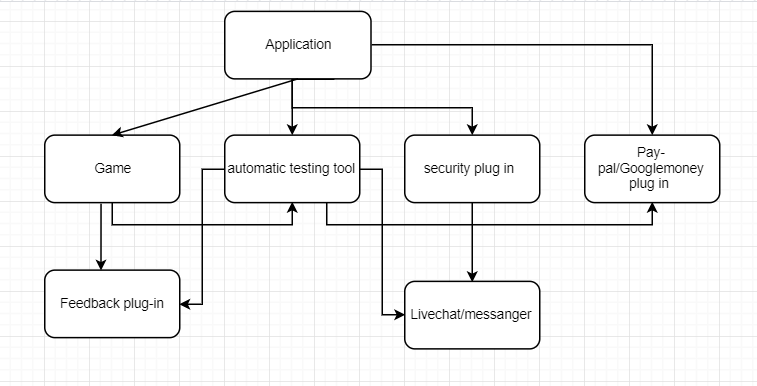 Application
Game
automatic testing tool
security plug in
Pay-
pal/Googlemoney
plug in
Feedback plug-in
Livechat/messanger